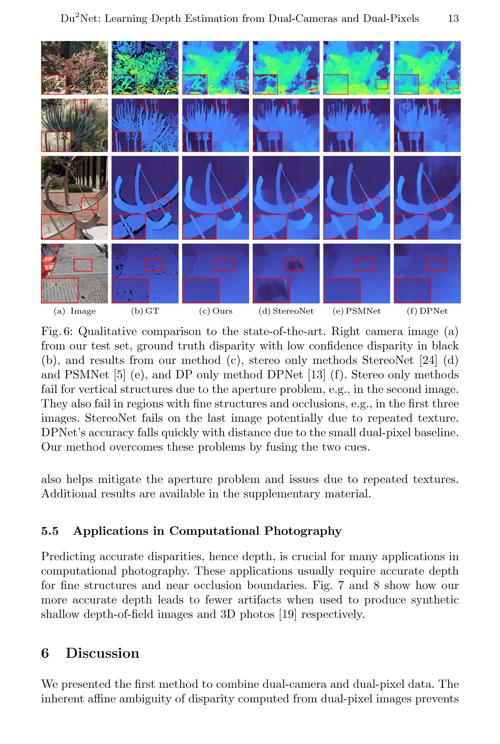 Du²Net: Learning Depth Estimation from Dual-Cameras and Dual-Pixels 13
(a) Image (b) GT (c) Ours (d) StereoNet (e) PSMNet (f) DPNet
Fig. 6: Qualitative comparison to the state-of-the-art. Right camera image (a)
from our test set, ground truth disparity with low confidence disparity in black
(b), and results from our method (c), stereo only methods StereoNet [24] (d)
and PSMNet [5] (e), and DP only method DPNet [13] (f). Stereo only methods
fail for vertical structures due to the aperture problem, e.g., in the second image.
They also fail in regions with fine structures and occlusions, e.g., in the first three
images. StereoNet fails on the last image potentially due to repeated texture.
DPNet's accuracy falls quickly with distance due to the small dual-pixel baseline.
Our method overcomes these problems by fusing the two cues.
also helps mitigate the aperture problem and issues due to repeated textures.
Additional results are available in the supplementary material.
5.5 Applications in Computational Photography
Predicting accurate disparities, hence depth, is crucial for many applications in
computational photography. These applications usually require accurate depth
for fine structures and near occlusion boundaries. Fig. 7 and 8 show how our
more accurate depth leads to fewer artifacts when used to produce synthetic
shallow depth-of-field images and 3D photos [19] respectively.
6 Discussion
We presented the first method to combine dual-camera and dual-pixel data. The
inherent affine ambiguity of disparity computed from dual-pixel images prevents